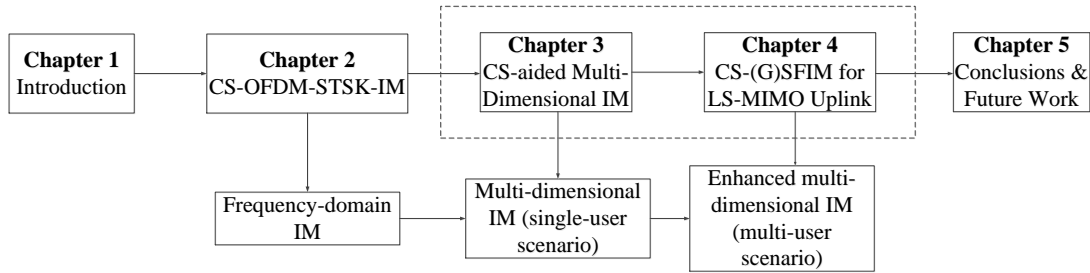 Chapter 1
Introduction
Chapter 2
CS-OFDM-STSK-IM
Chapter 3
CS-aided Multi-
Dimensional IM
Chapter 4
CS-(G)SFIM for
LS-MIMO Uplink
Chapter 5
Conclusions &
Future Work
Frequency-domain
IM
Multi-dimensional
IM (single-user
scenario)
Enhanced multi-
dimensional IM
(multi-user
scenario)